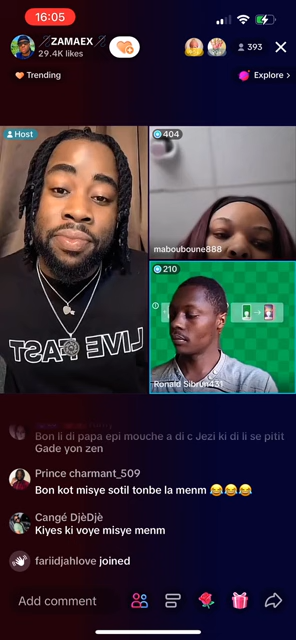 16:05
ZAMAEX
29.4K likes
393
Trending
Explore >
Host
404
mabouboune888
LIVE FAST
210
Ronald Sibrun431
Bon li di papa epi mouche a di c Jezi ki di li se pitit
Gade yon zen
Prince charmant_509
Bon kot misye sotil tonbe la menm 😂😂😂
Cangé DjèDjè
Kiyes ki voye misye menm
fariidjahlove joined
Add comment